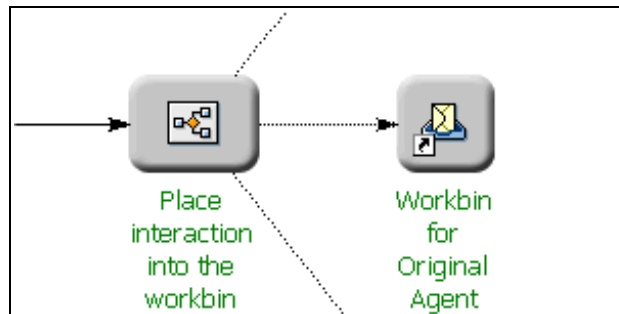 Place
interaction
into the
workbin
Workbin
for
Original
Agent